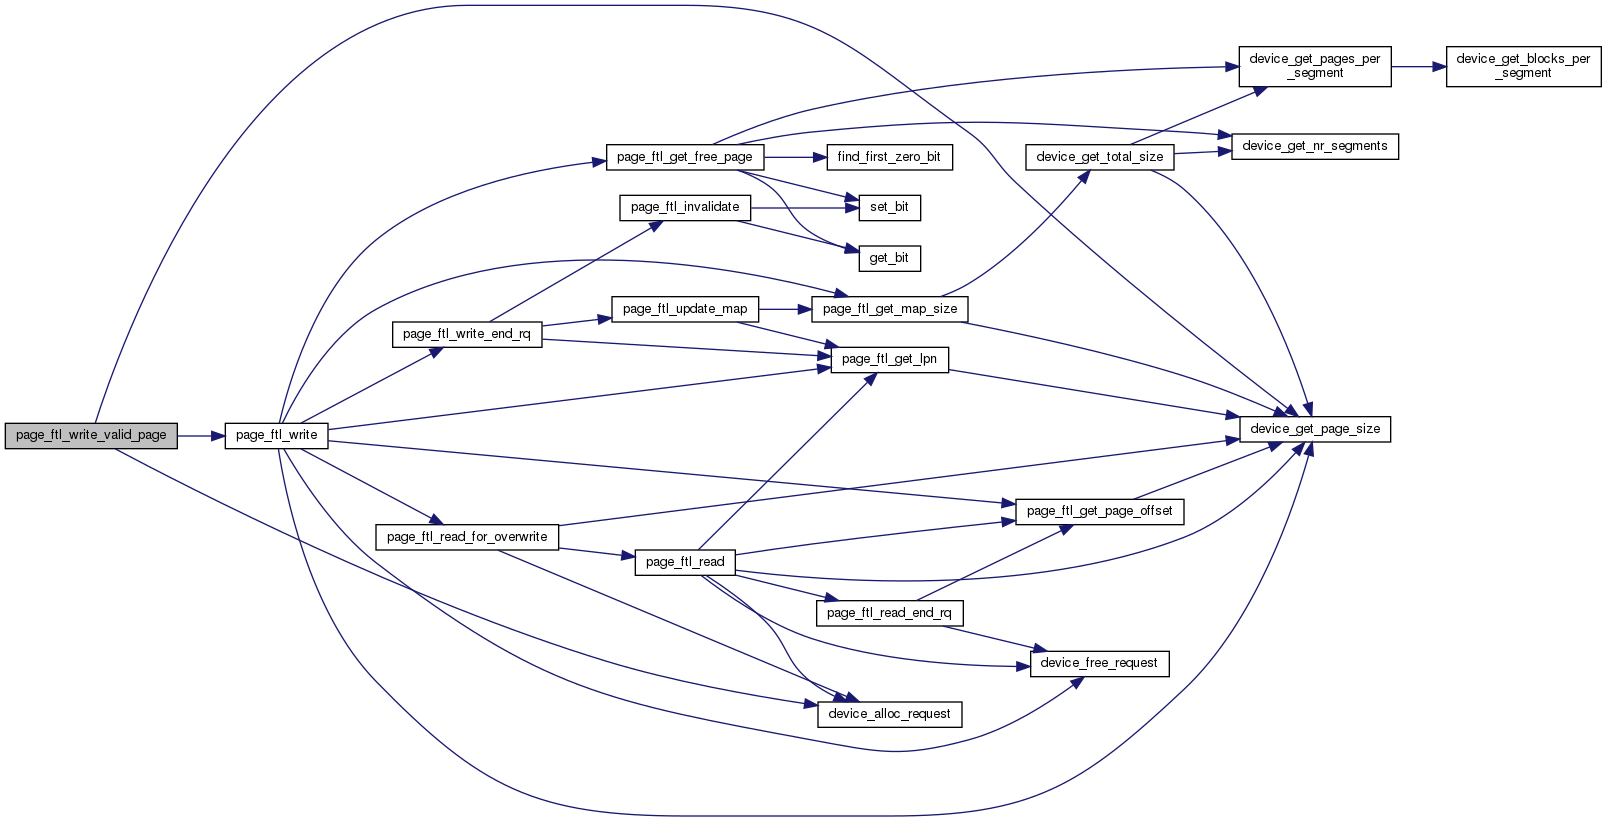 page_ftl_write_valid_page
page_ftl_write
page_ftl_get_free_page
page_ftl_invalidate
page_ftl_write_end_rq
page_ftl_update_map
page_ftl_read_for_overwrite
page_ftl_read
find_first_zero_bit
set_bit
get_bit
page_ftl_get_map_size
page_ftl_get_lpn
page_ftl_read_end_rq
device_alloc_request
device_get_total_size
page_ftl_get_page_offset
device_free_request
device_get_pages_per
_segment
device_get_nr_segments
device_get_page_size
device_get_blocks_per
_segment